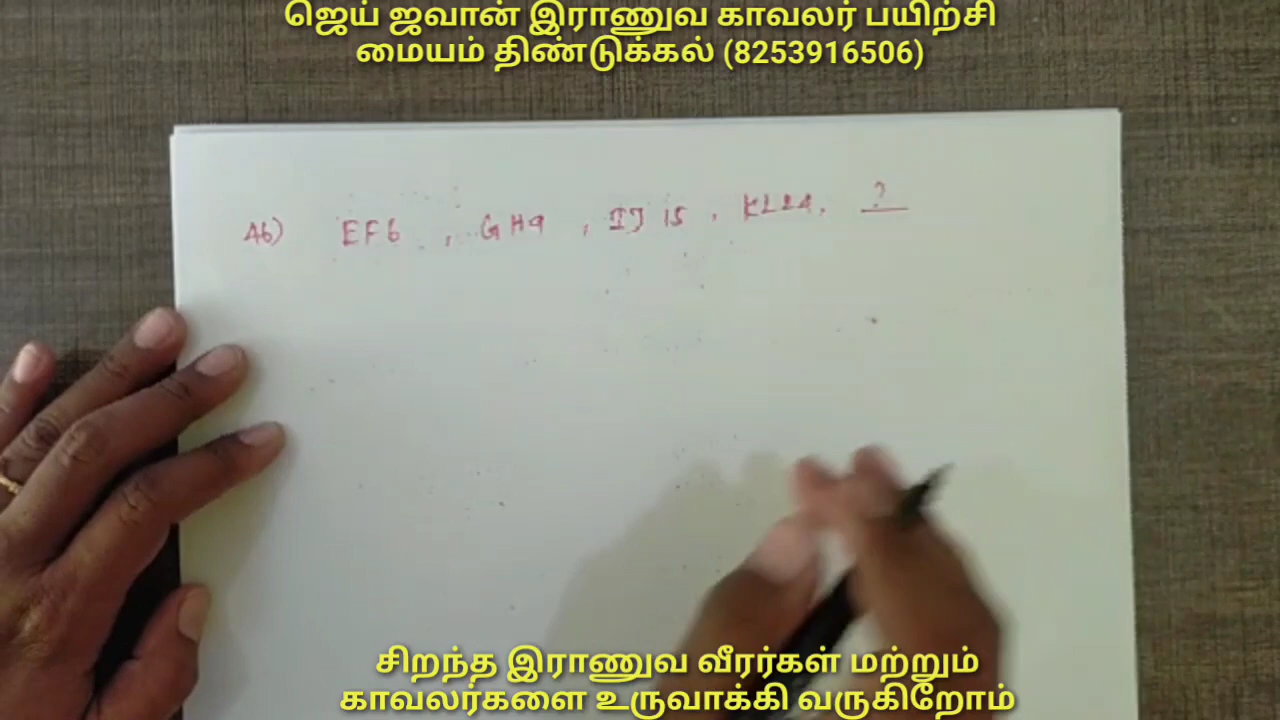 ஜெய் ஜவான் இராணுவ காவலர் பயிற்சி
மையம் திண்டுக்கல் (8253916506)
46) EF6 , GH9 , IJ 15 , KL24, ?
சிறந்த இராணுவ வீரர்கள் மற்றும்
காவலர்களை உருவாக்கி வருகிறோம்